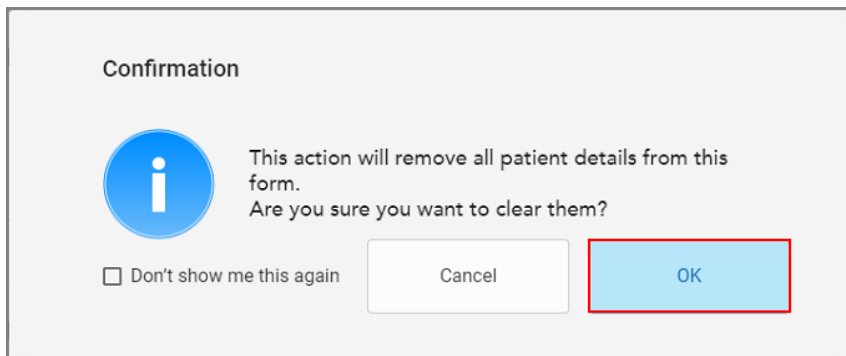 Confirmation
This action will remove all patient details from this
form.
Are you sure you want to clear them?
Don't show me this again
Cancel
OK